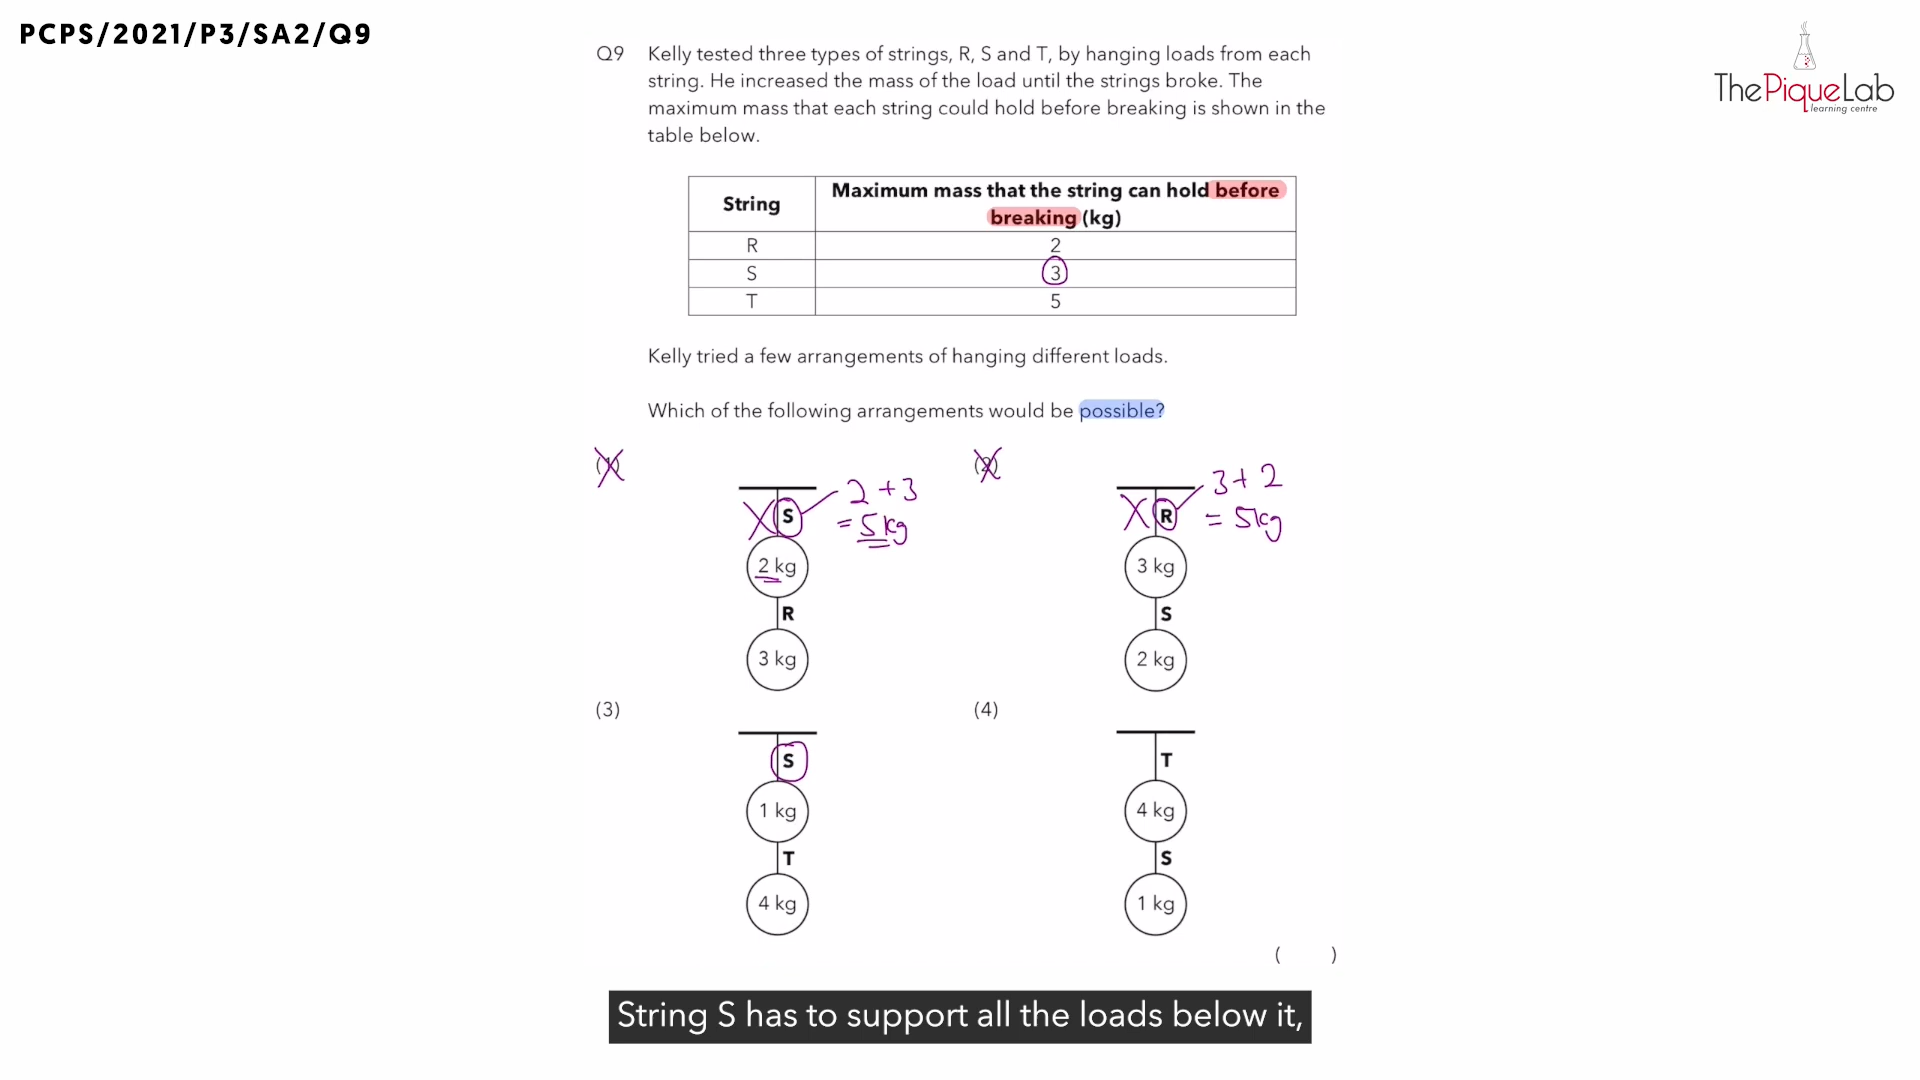 PCPS/2021/P3/SA2/Q9
ThePiqueLab
learning centre
Q9 Kelly tested three types of strings, R, S and T, by hanging loads from each
string. He increased the mass of the load until the strings broke. The
maximum mass that each string could hold before breaking is shown in the
table below.
String Maximum mass that the string can hold before
breaking (kg)
R 2
S 3
T 5
Kelly tried a few arrangements of hanging different loads.
Which of the following arrangements would be possible?
(1)
S
2 + 3
= 5kg
2 kg
R
3 kg
(2)
R
3 + 2
= 5kg
3 kg
S
2 kg
(3)
S
1 kg
T
4 kg
(4)
T
4 kg
S
1 kg
( )
String S has to support all the loads below it,